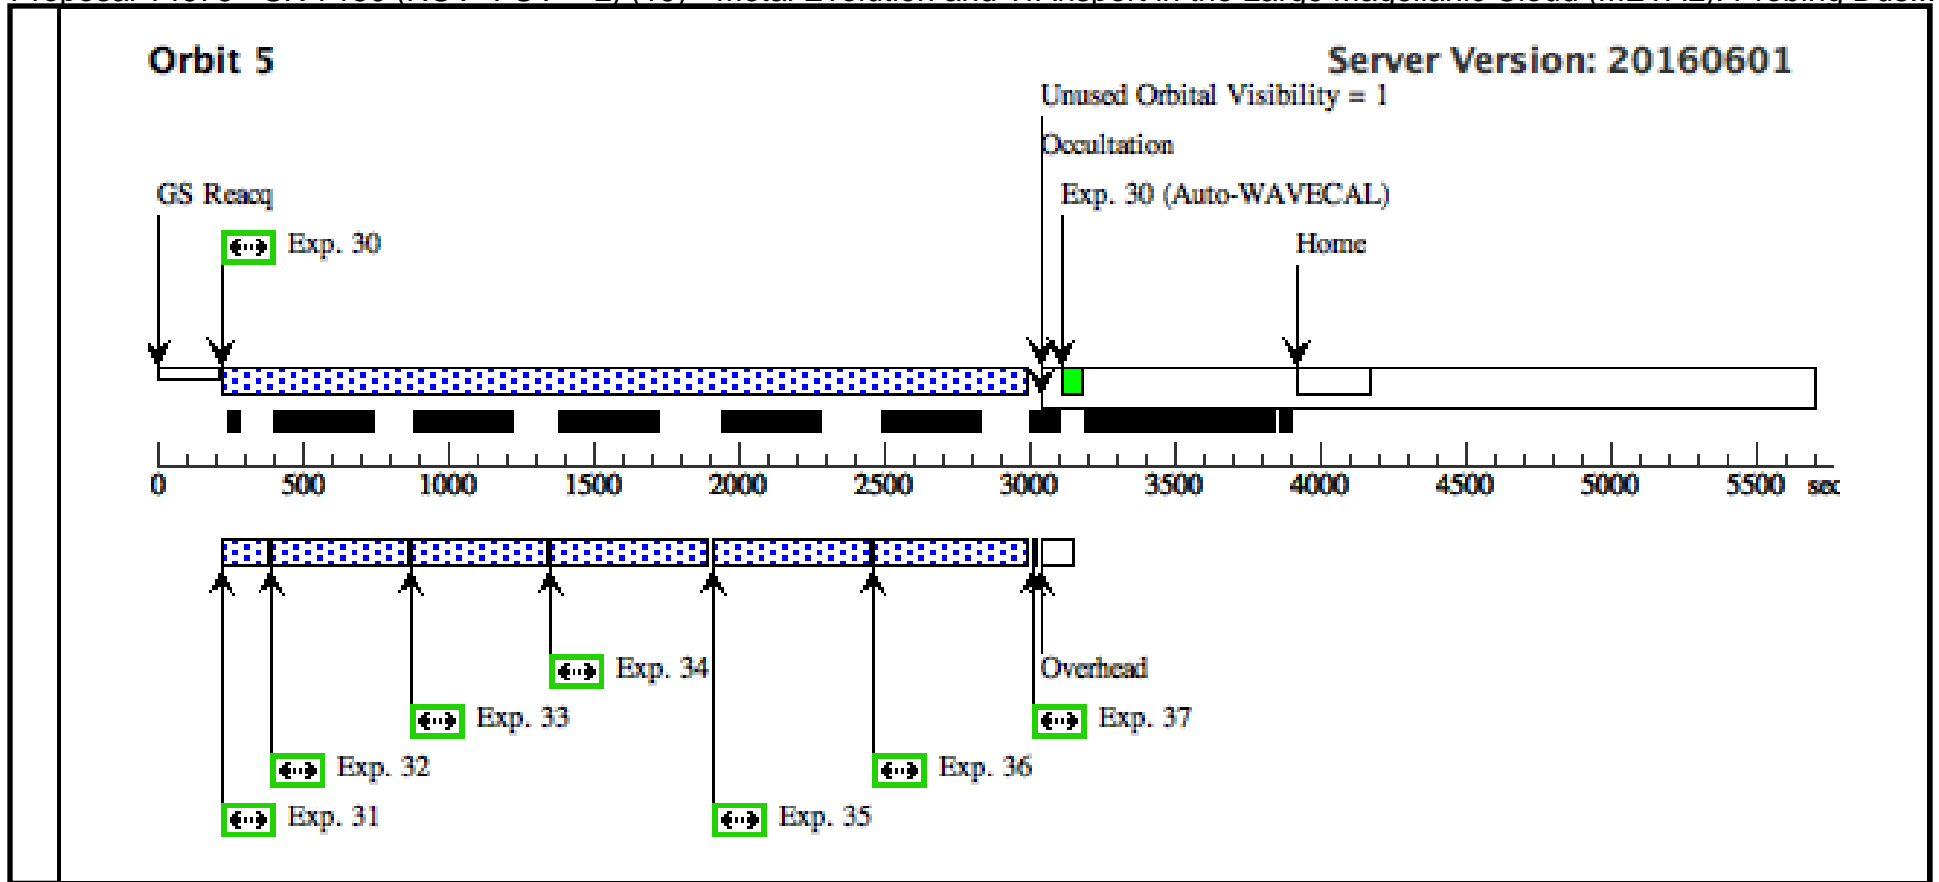 Orbit 5
Server Version: 20160601
Unused Orbital Visibility = 1
Occultation
GS Reacq
Exp. 30 (Auto-WAVECAL)
Exp. 30
Home
0 500 1000 1500 2000 2500 3000 3500 4000 4500 5000 5500 sec
Exp. 34
Overhead
Exp. 33
Exp. 37
Exp. 32
Exp. 36
Exp. 31
Exp. 35